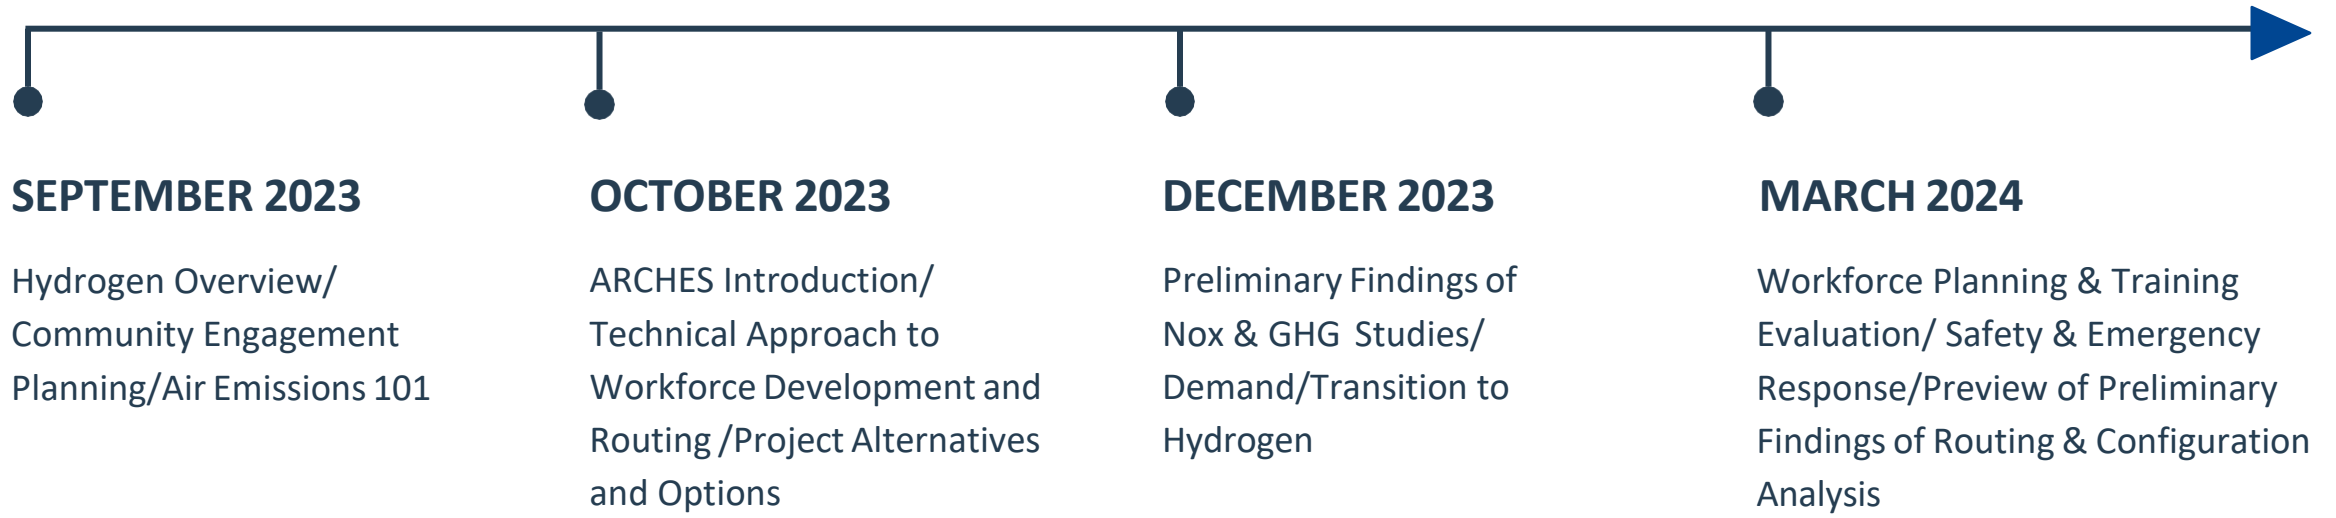 SEPTEMBER 2023
Hydrogen Overview/
Community Engagement
Planning/Air Emissions 101
OCTOBER 2023
ARCHES Introduction/
Technical Approach to
Workforce Development and
Routing /Project Alternatives
and Options
DECEMBER 2023
Preliminary Findings of
Nox & GHG Studies/
Demand/Transition to
Hydrogen
MARCH 2024
Workforce Planning & Training
Evaluation/ Safety & Emergency
Response/Preview of Preliminary
Findings of Routing & Configuration
Analysis